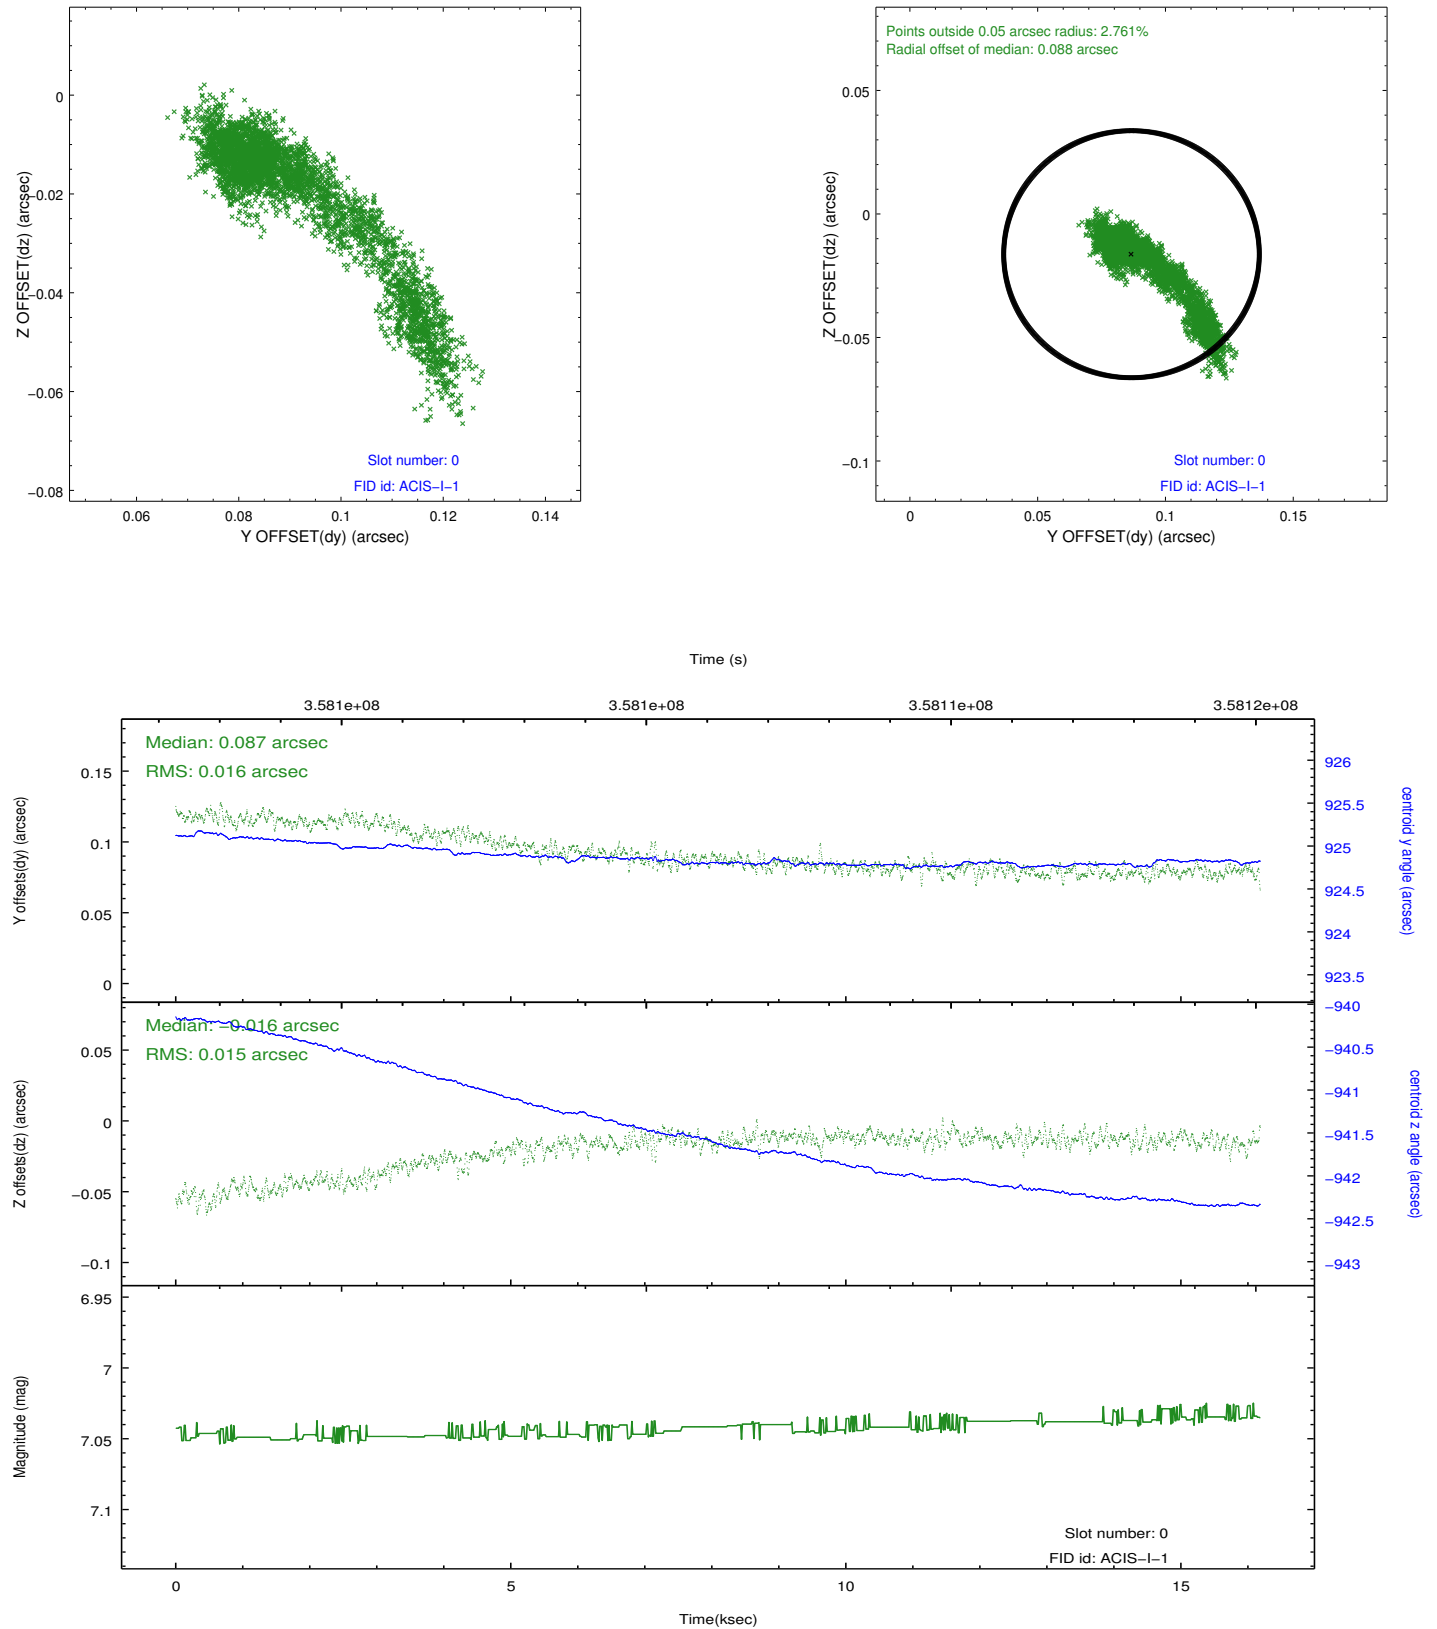 0
−0.02
−0.04
−0.06
−0.08
Z OFFSET(dz) (arcsec)
0.06
0.08
0.1
0.12
0.14
Y OFFSET(dy) (arcsec)
Slot number: 0
FID id: ACIS−I−1
Points outside 0.05 arcsec radius: 2.761%
Radial offset of median: 0.088 arcsec
0.05
0
−0.05
−0.1
Z OFFSET(dz) (arcsec)
0
0.05
0.1
0.15
Y OFFSET(dy) (arcsec)
Slot number: 0
FID id: ACIS−I−1
Time (s)
3.581e+08
3.581e+08
3.5811e+08
3.5812e+08
Median: 0.087 arcsec
RMS: 0.016 arcsec
0.15
0.1
0.05
0
Y offsets(dy) (arcsec)
926
925.5
925
924.5
924
923.5
centroid y angle (arcsec)
Median: −0.016 arcsec
RMS: 0.015 arcsec
0.05
0
−0.05
−0.1
Z offsets(dz) (arcsec)
−940
−940.5
−941
−941.5
−942
−942.5
−943
centroid z angle (arcsec)
6.95
7
7.05
7.1
Magnitude (mag)
Slot number: 0
FID id: ACIS−I−1
0
5
10
15
Time(ksec)